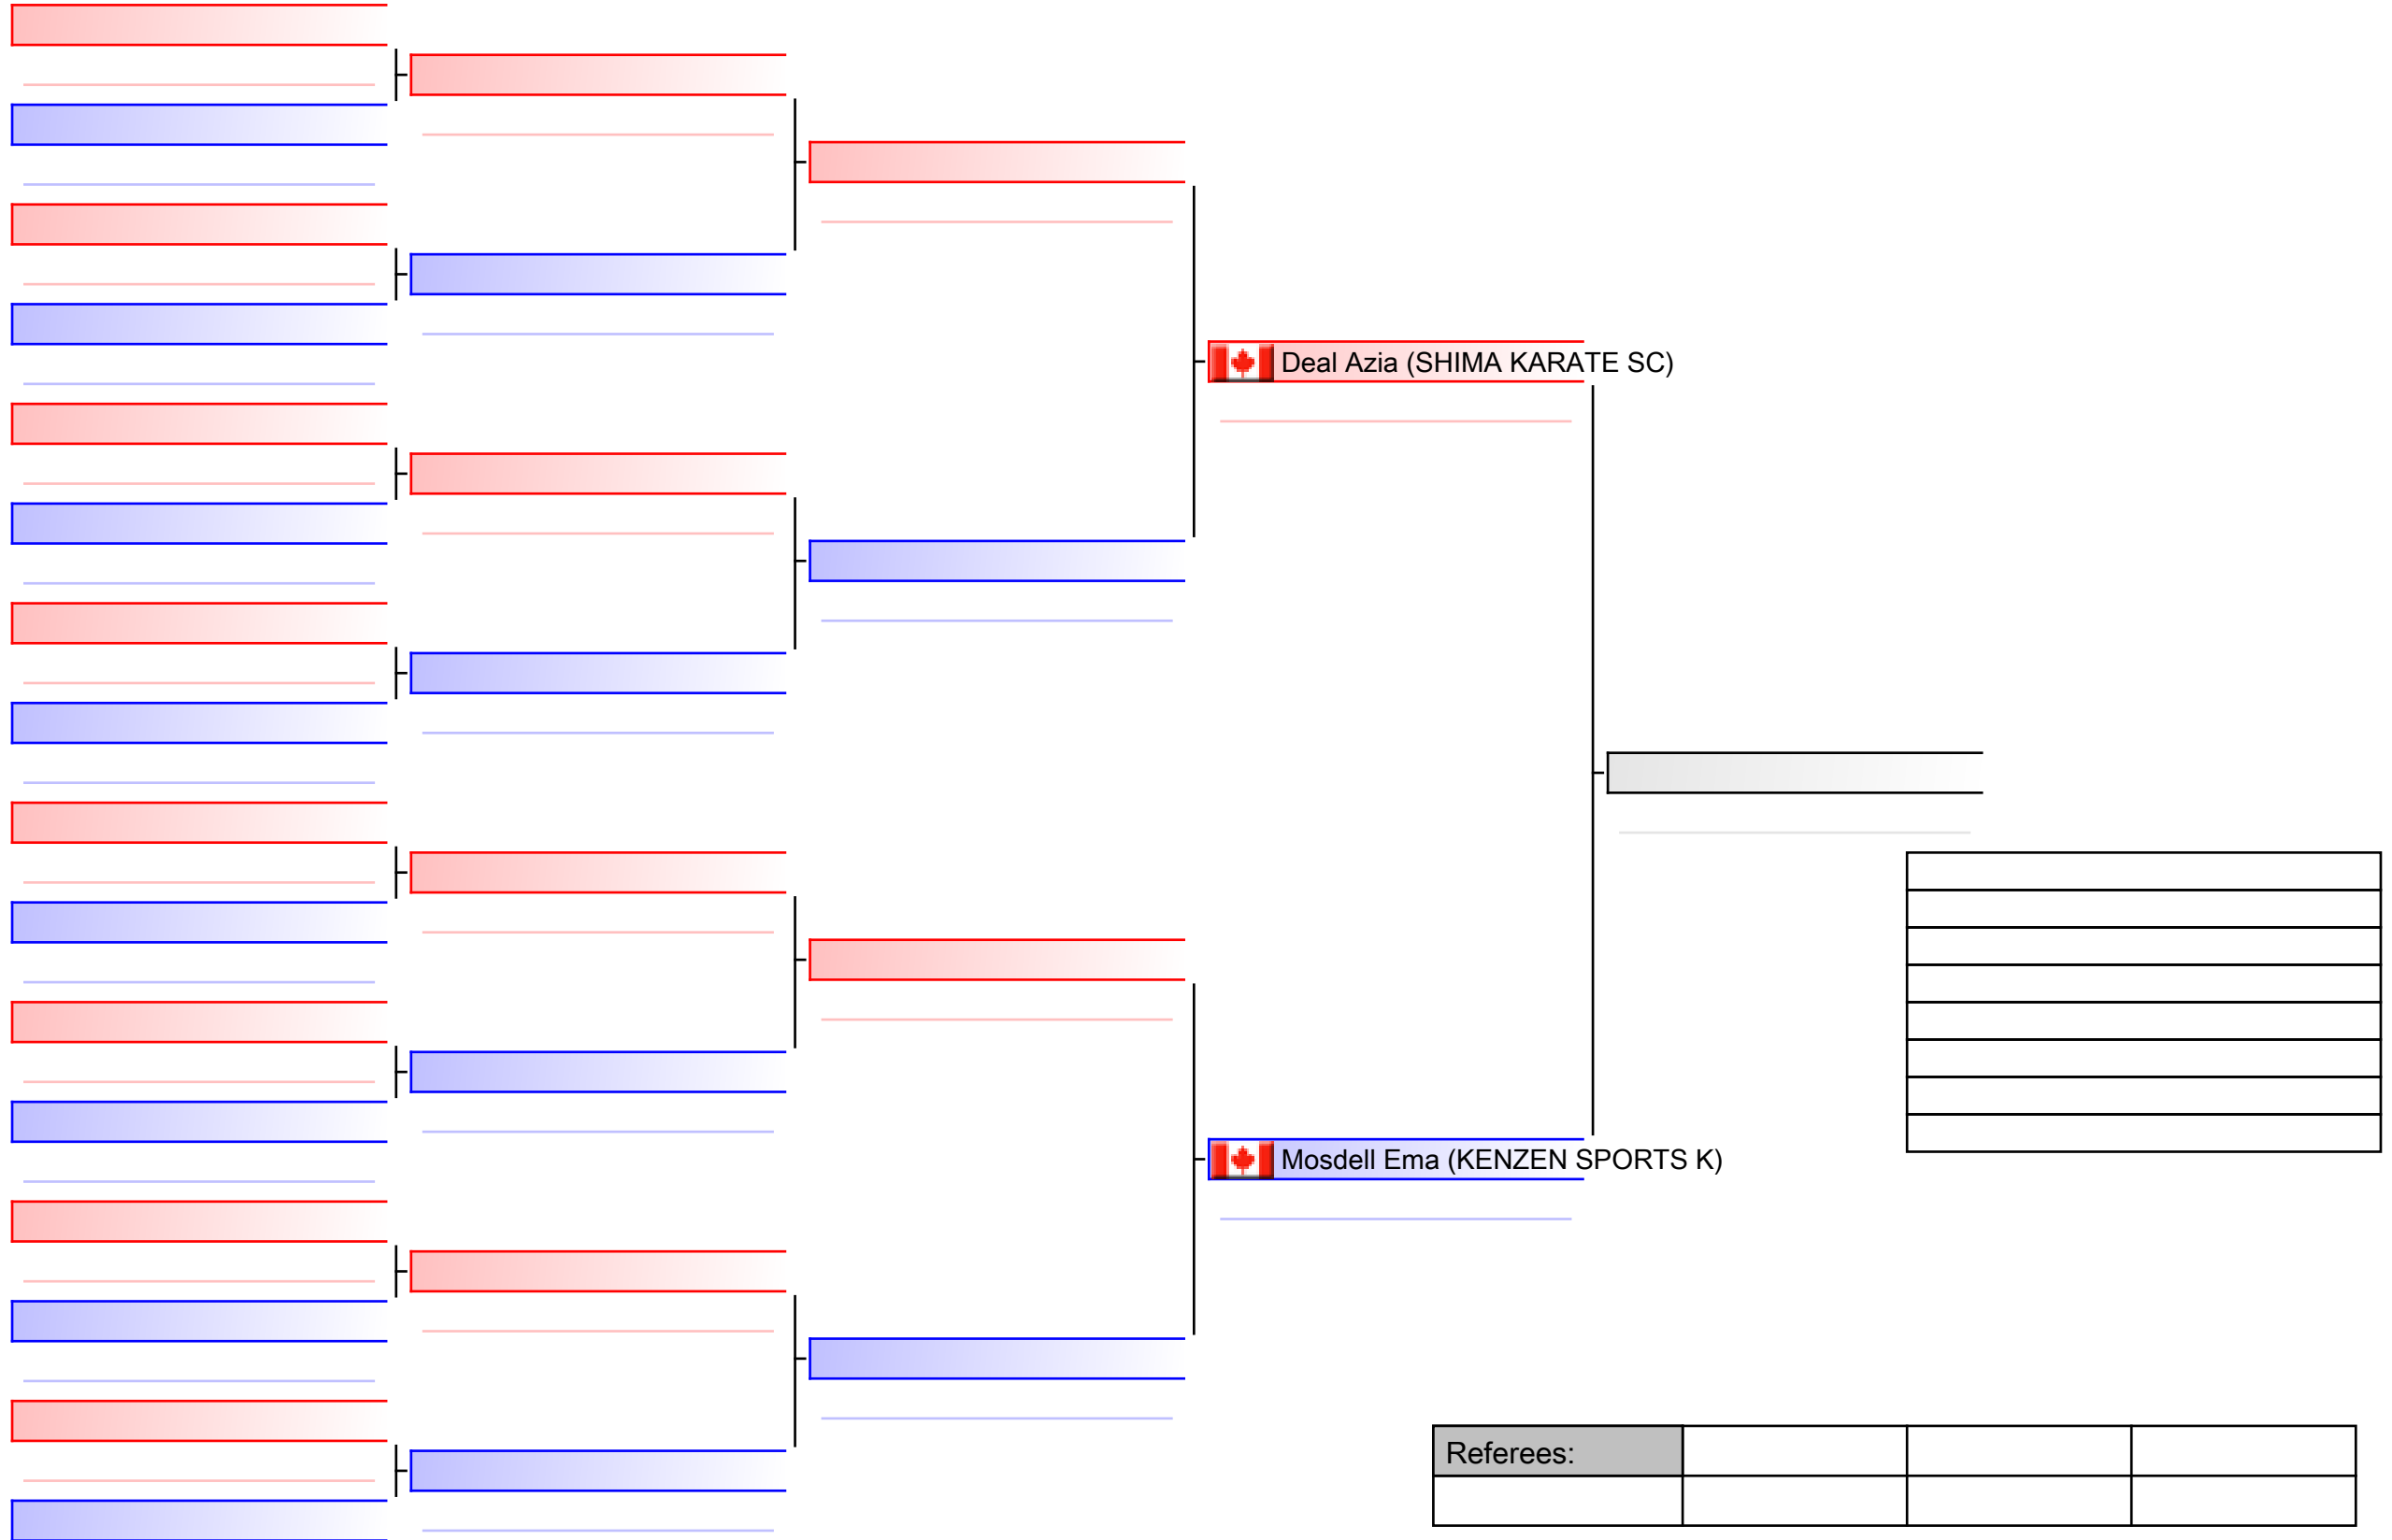 Deal Azia (SHIMA KARATE SC)
Mosdell Ema (KENZEN SPORTS K)
Referees: